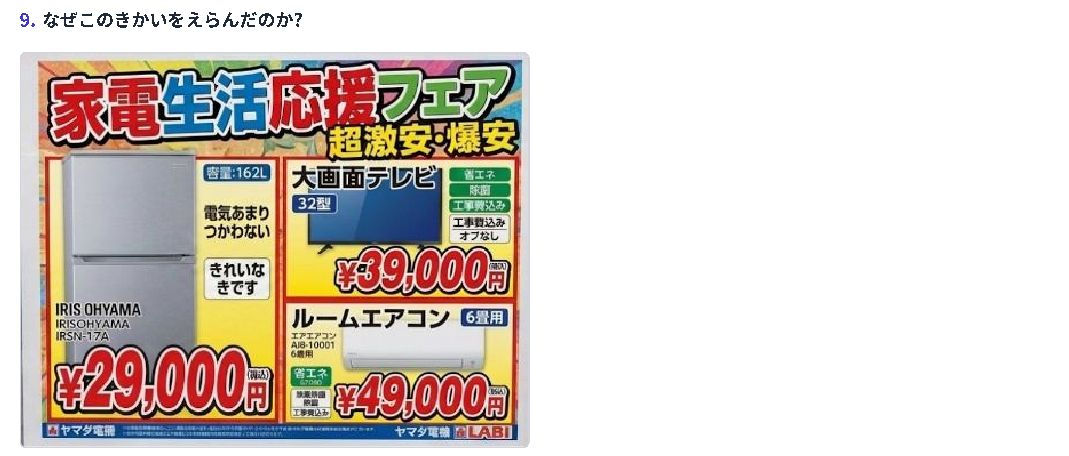 9. なぜこのきかいをえらんだのか?
家電生活応援フェア
超激安・爆安
容量:162L
電気あまり
つかわない
きれいな
きです
IRIS OHYAMA
IRISOHYAMA
IRSN-17A
¥29,000円
(税込)
大画面テレビ
32型
省エネ
除菌
工事費込み
工事費込み
オプなし
¥39,000円
(税込)
ルームエアコン 6畳用
エアエアコン
AJB-10001
6畳用
省エネ
除菌
工事費込み
¥49,000円
(税込)
ヤマダ電機
ヤマダ電機 LABI